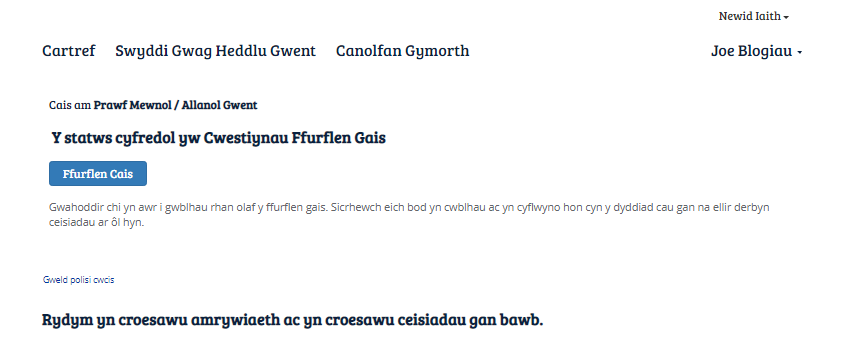 Newid Iaith
Cartref Swyddi Gwag Heddlu Gwent Canolfan Gymorth Joe Blogiau
Cais am Prawf Mewnol / Allanol Gwent
Y statws cyfredol yw Cwestiynau Ffurflen Gais
Ffurflen Cais
Gwahoddir chi yn awr i gwblhau rhan olaf y ffurflen gais. Sicrhewch eich bod yn cwblhau ac yn cyflwyno hon cyn y dyddiad cau gan na ellir derbyn
ceisiadau ar ôl hyn.
Gweld polisi cwcis
Rydym yn croesawu amrywiaeth ac yn croesawu ceisiadau gan bawb.